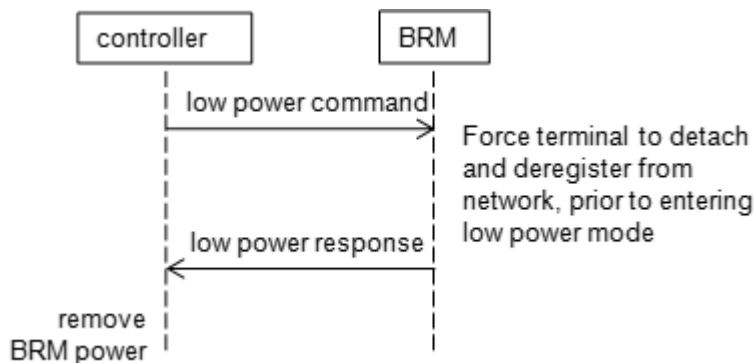 controller
BRM
low power command
Force terminal to detach
and deregister from
network, prior to entering
low power mode
low power response
remove
BRM power